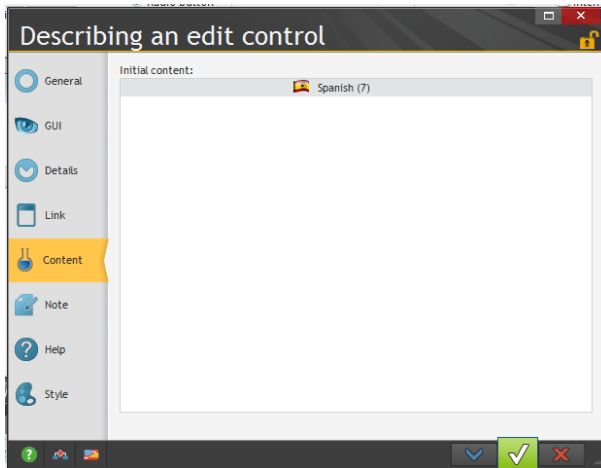 Describing an edit control
General
GUI
Details
Link
Content
Note
Help
Style
Initial content:
Spanish (7)